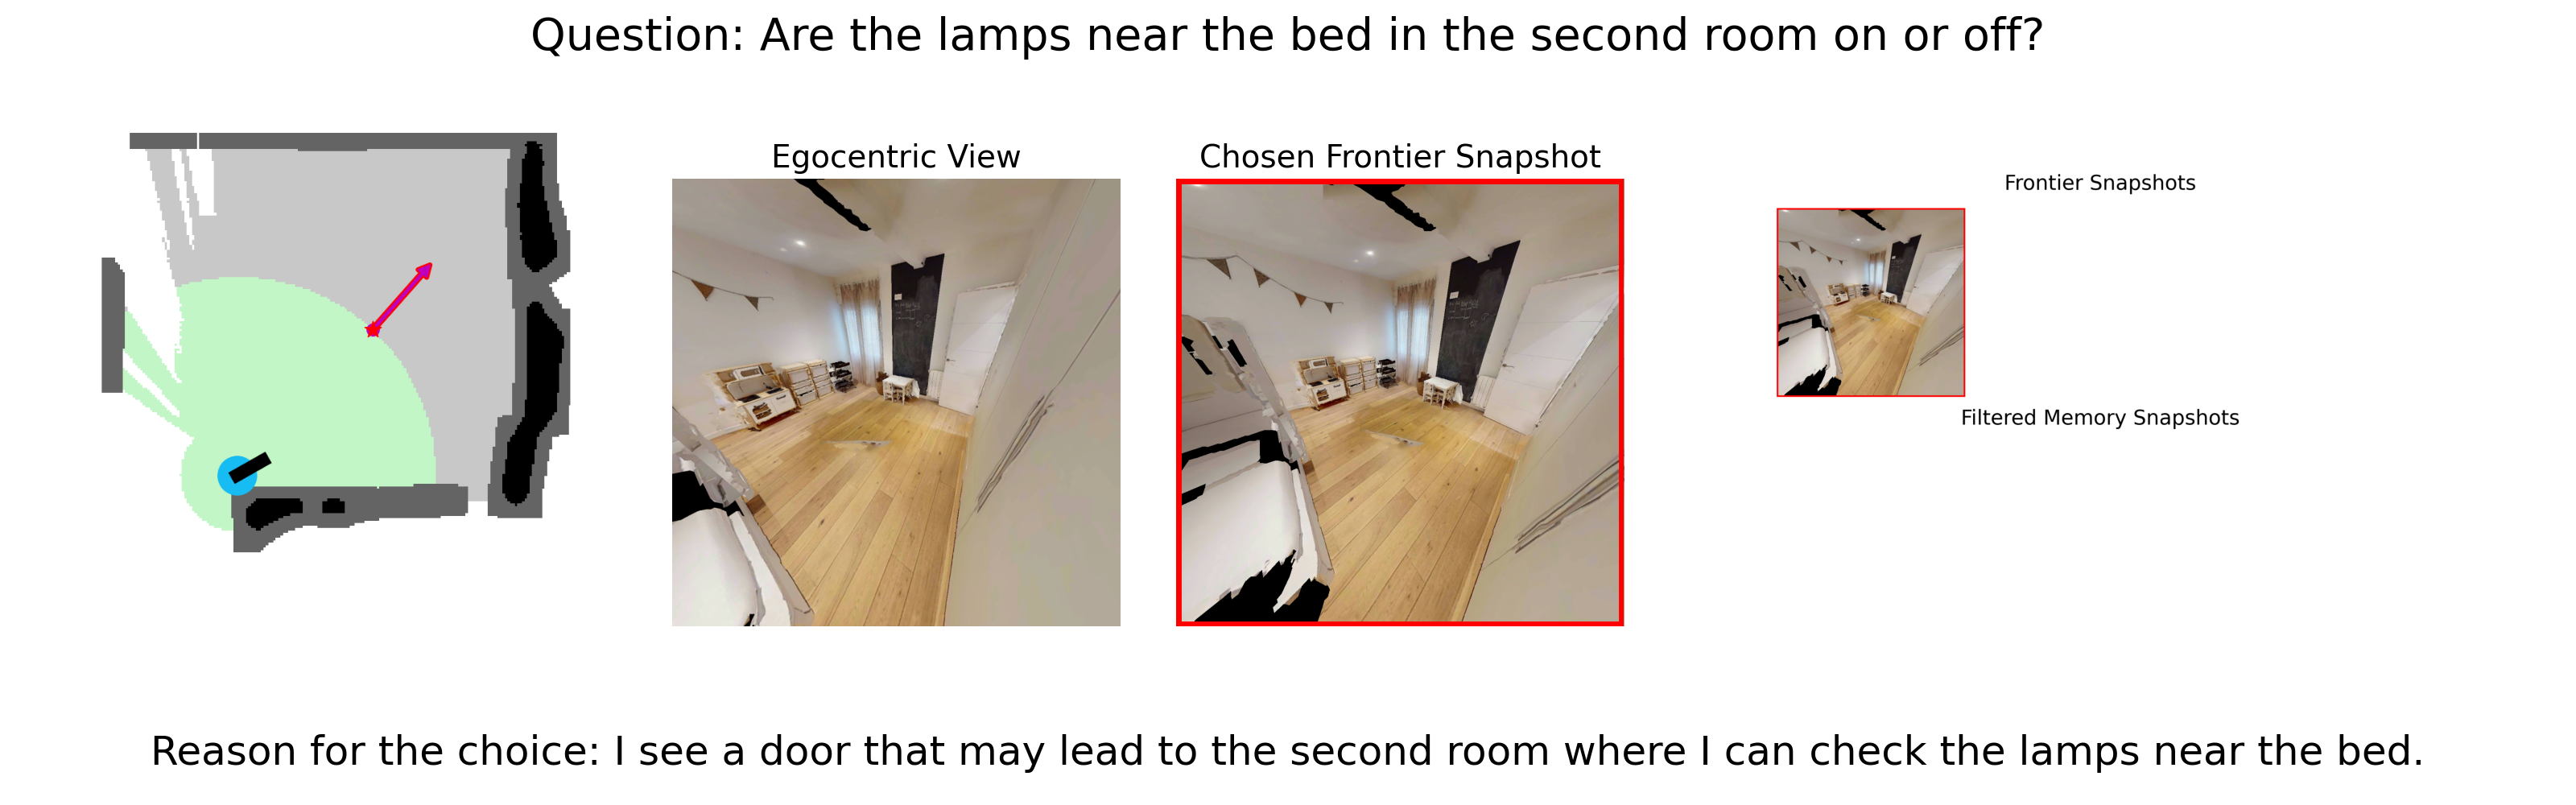 Question: Are the lamps near the bed in the second room on or off?
Egocentric View
Chosen Frontier Snapshot
Frontier Snapshots
Filtered Memory Snapshots
Reason for the choice: I see a door that may lead to the second room where I can check the lamps near the bed.